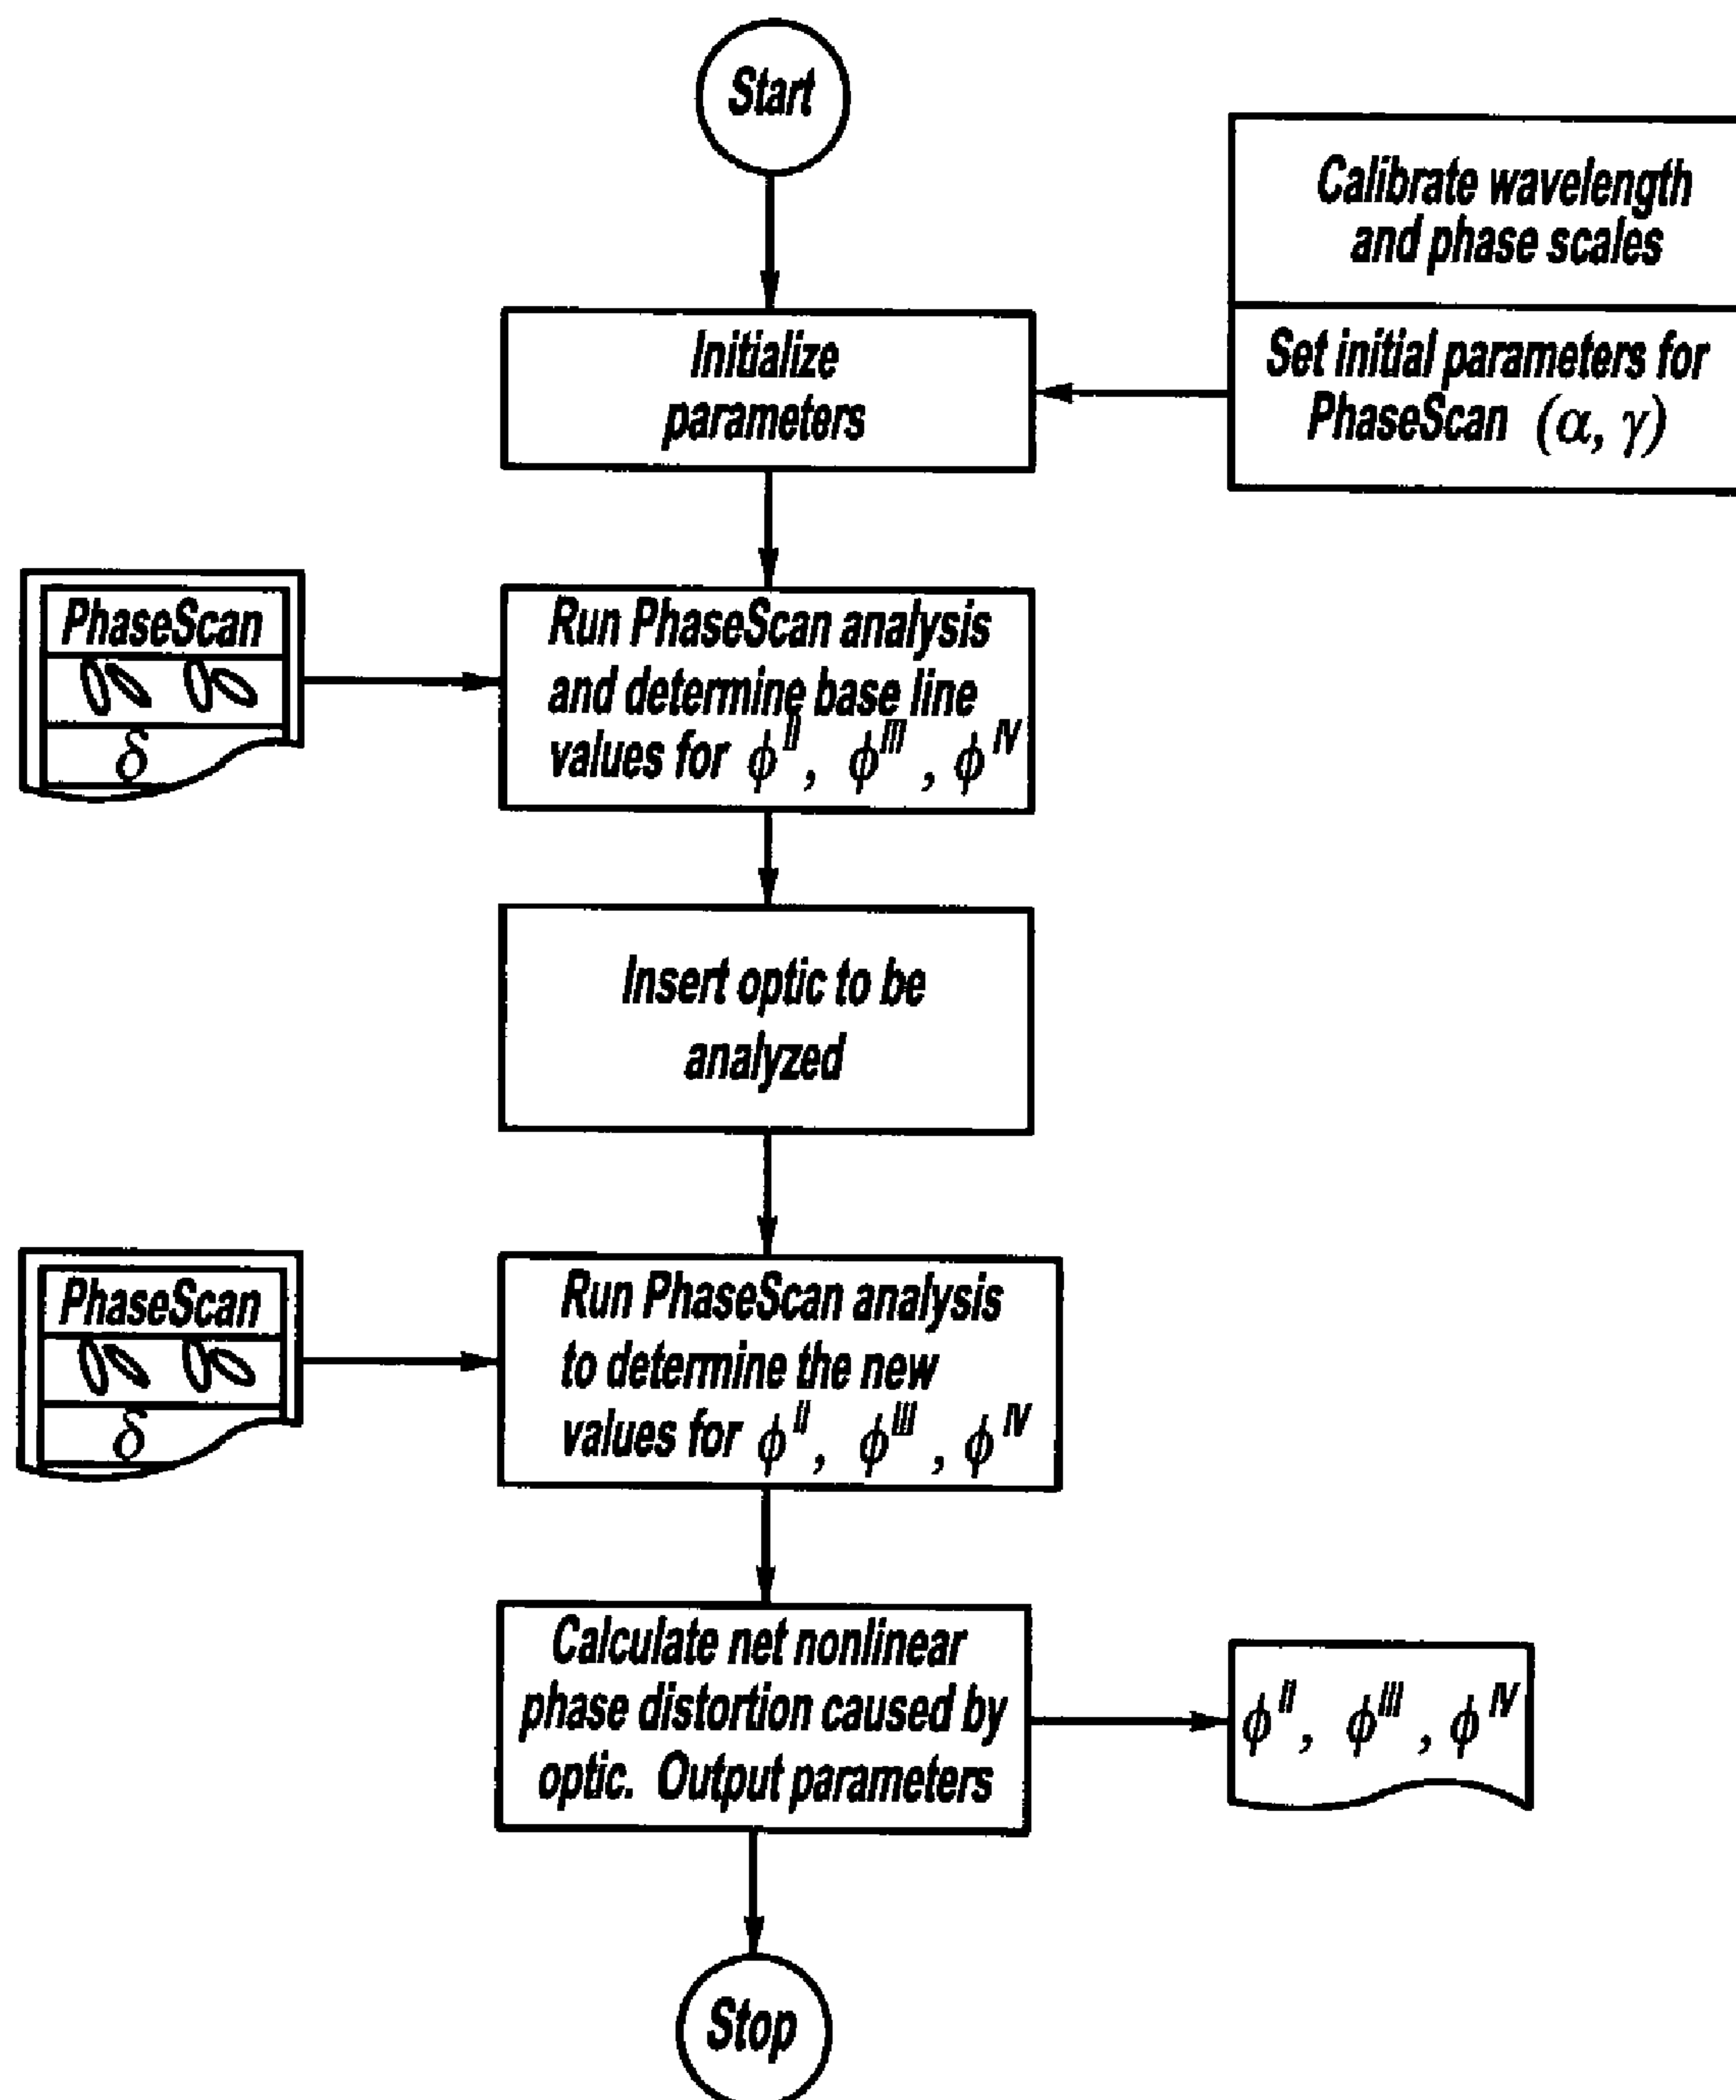 Start
Calibrate wavelength
and phase scales
Initialize
parameters
Set initial parameters for
PhaseScan (α, γ)
PhaseScan
δ
Run PhaseScan analysis
and determine base line
values for ϕ^II, ϕ^III, ϕ^IV
Insert optic to be
analyzed
PhaseScan
δ
Run PhaseScan analysis
to determine the new
values for ϕ^II, ϕ^III, ϕ^IV
Calculate net nonlinear
phase distortion caused by
optic. Output parameters
ϕ^II, ϕ^III, ϕ^IV
Stop